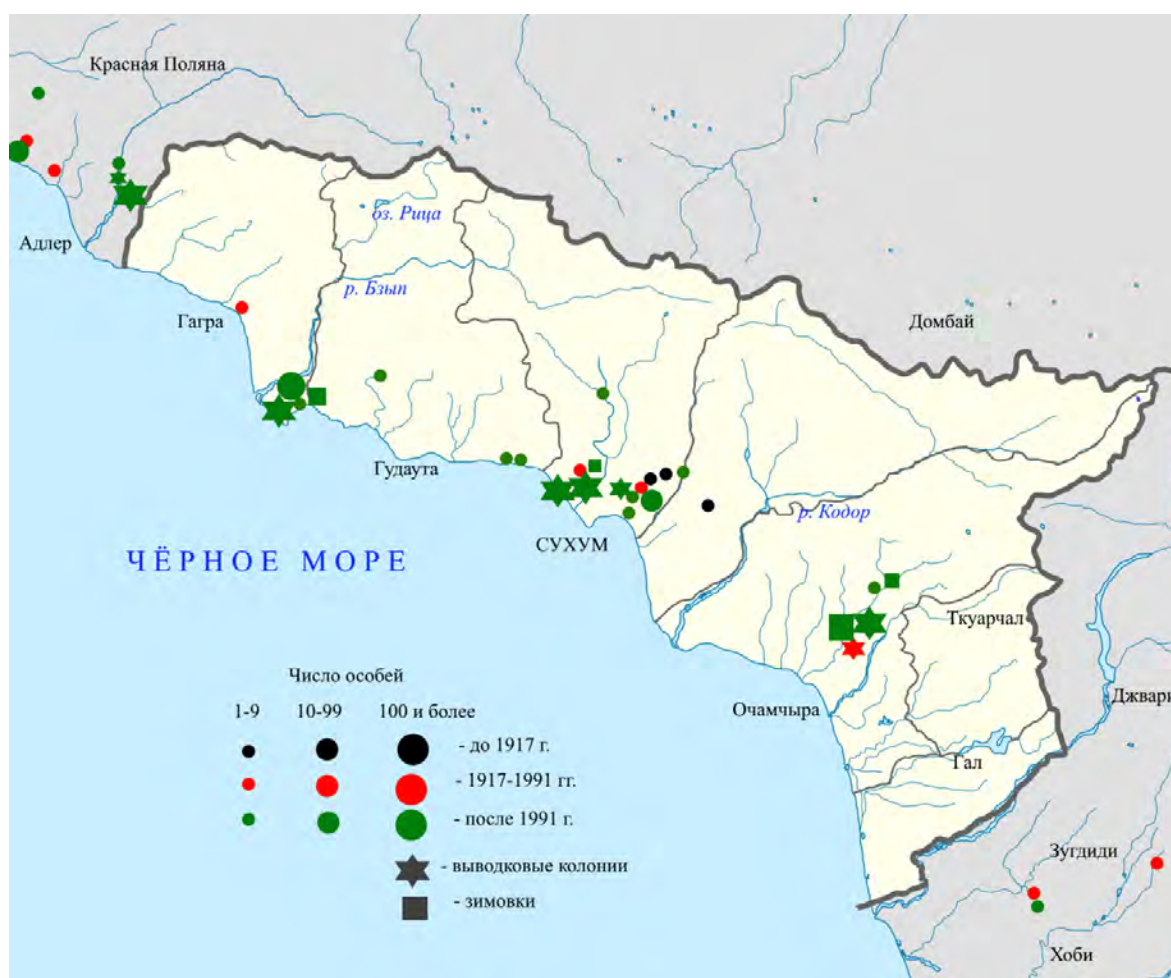 Красная Поляна
оз. Рица
Адлер
р. Бзып
Гагра
Домбай
Гудаута
р. Кодор
СУХУМ
ЧЁРНОЕ МОРЕ
Ткуарчал
Джвари
Очамчыра
Гал
Зугдиди
Хоби
Число особей
1-9 10-99 100 и более
- до 1917 г.
- 1917-1991 гг.
- после 1991 г.
- выводковые колонии
- зимовки